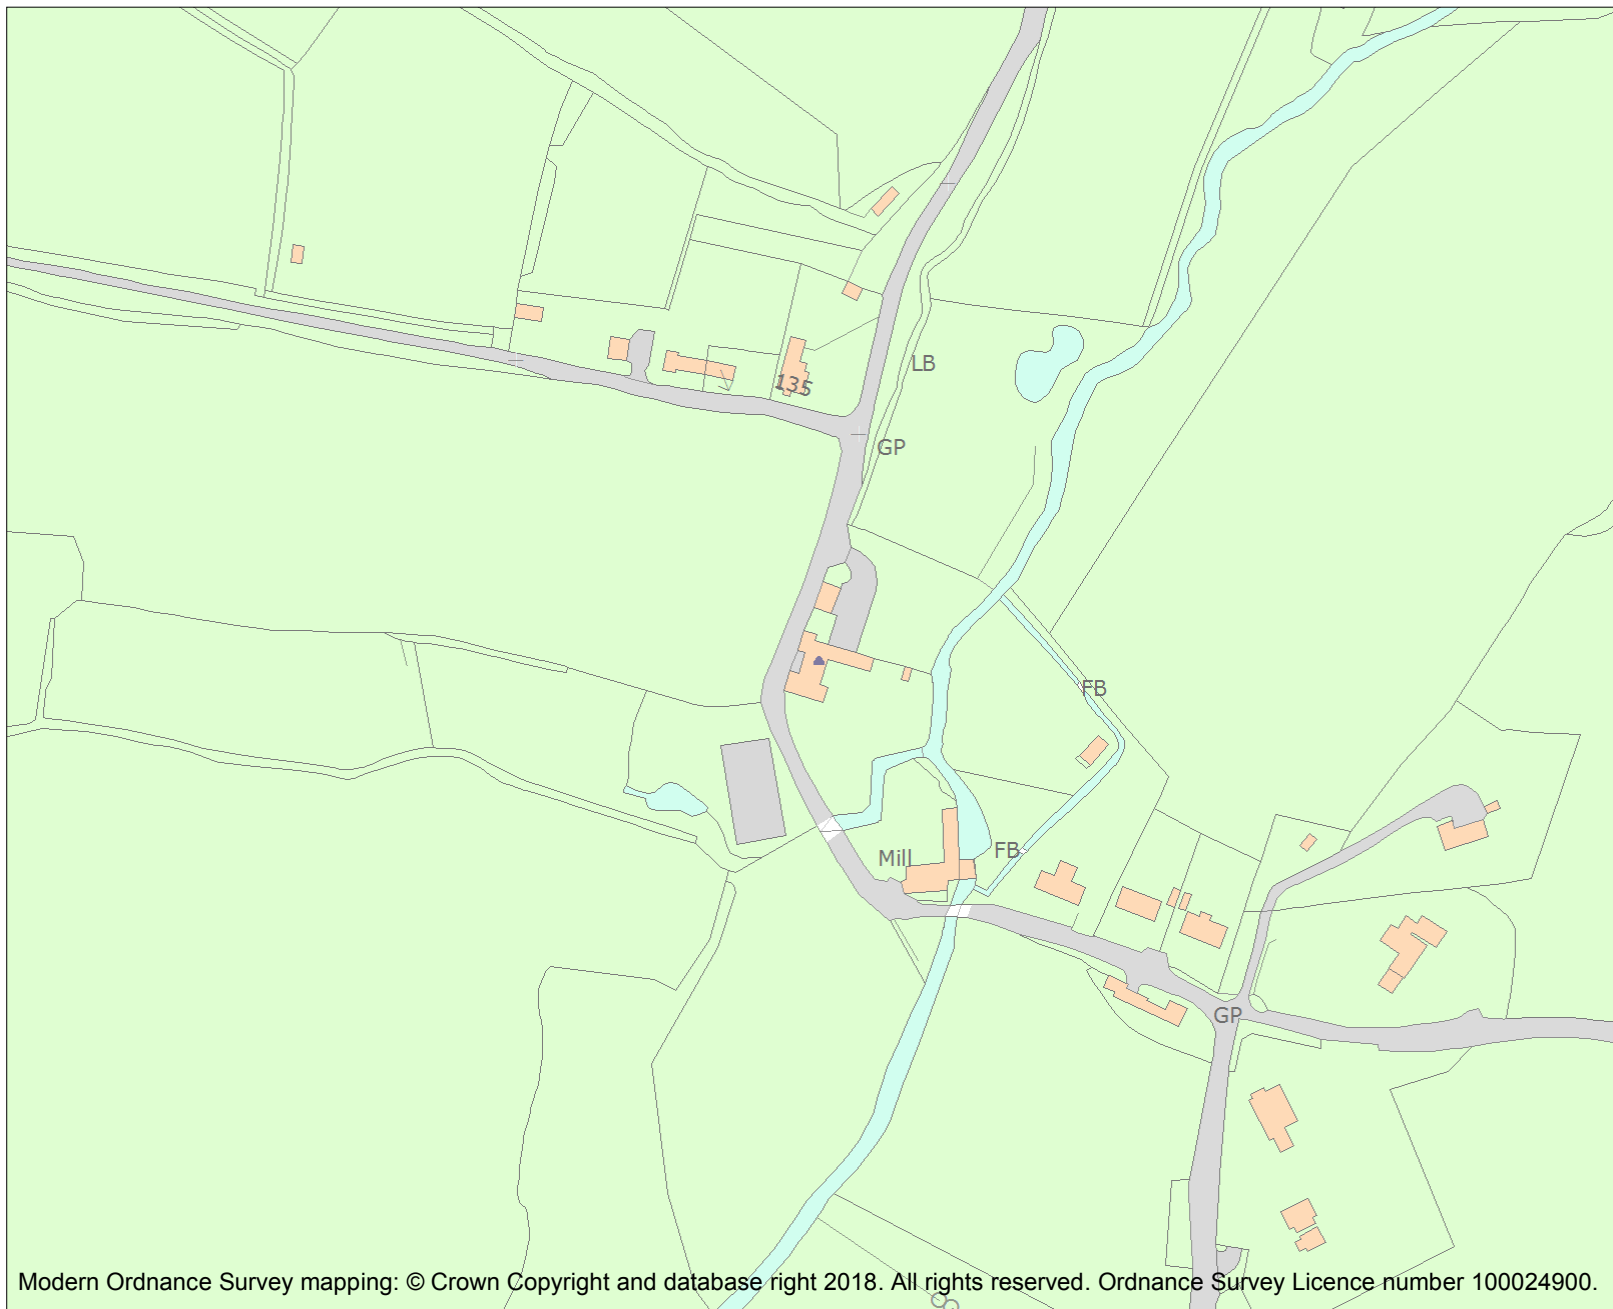 LB
135
GP
FB
FB
Mill
GP
Modern Ordnance Survey mapping: © Crown Copyright and database right 2018. All rights reserved. Ordnance Survey Licence number 100024900.